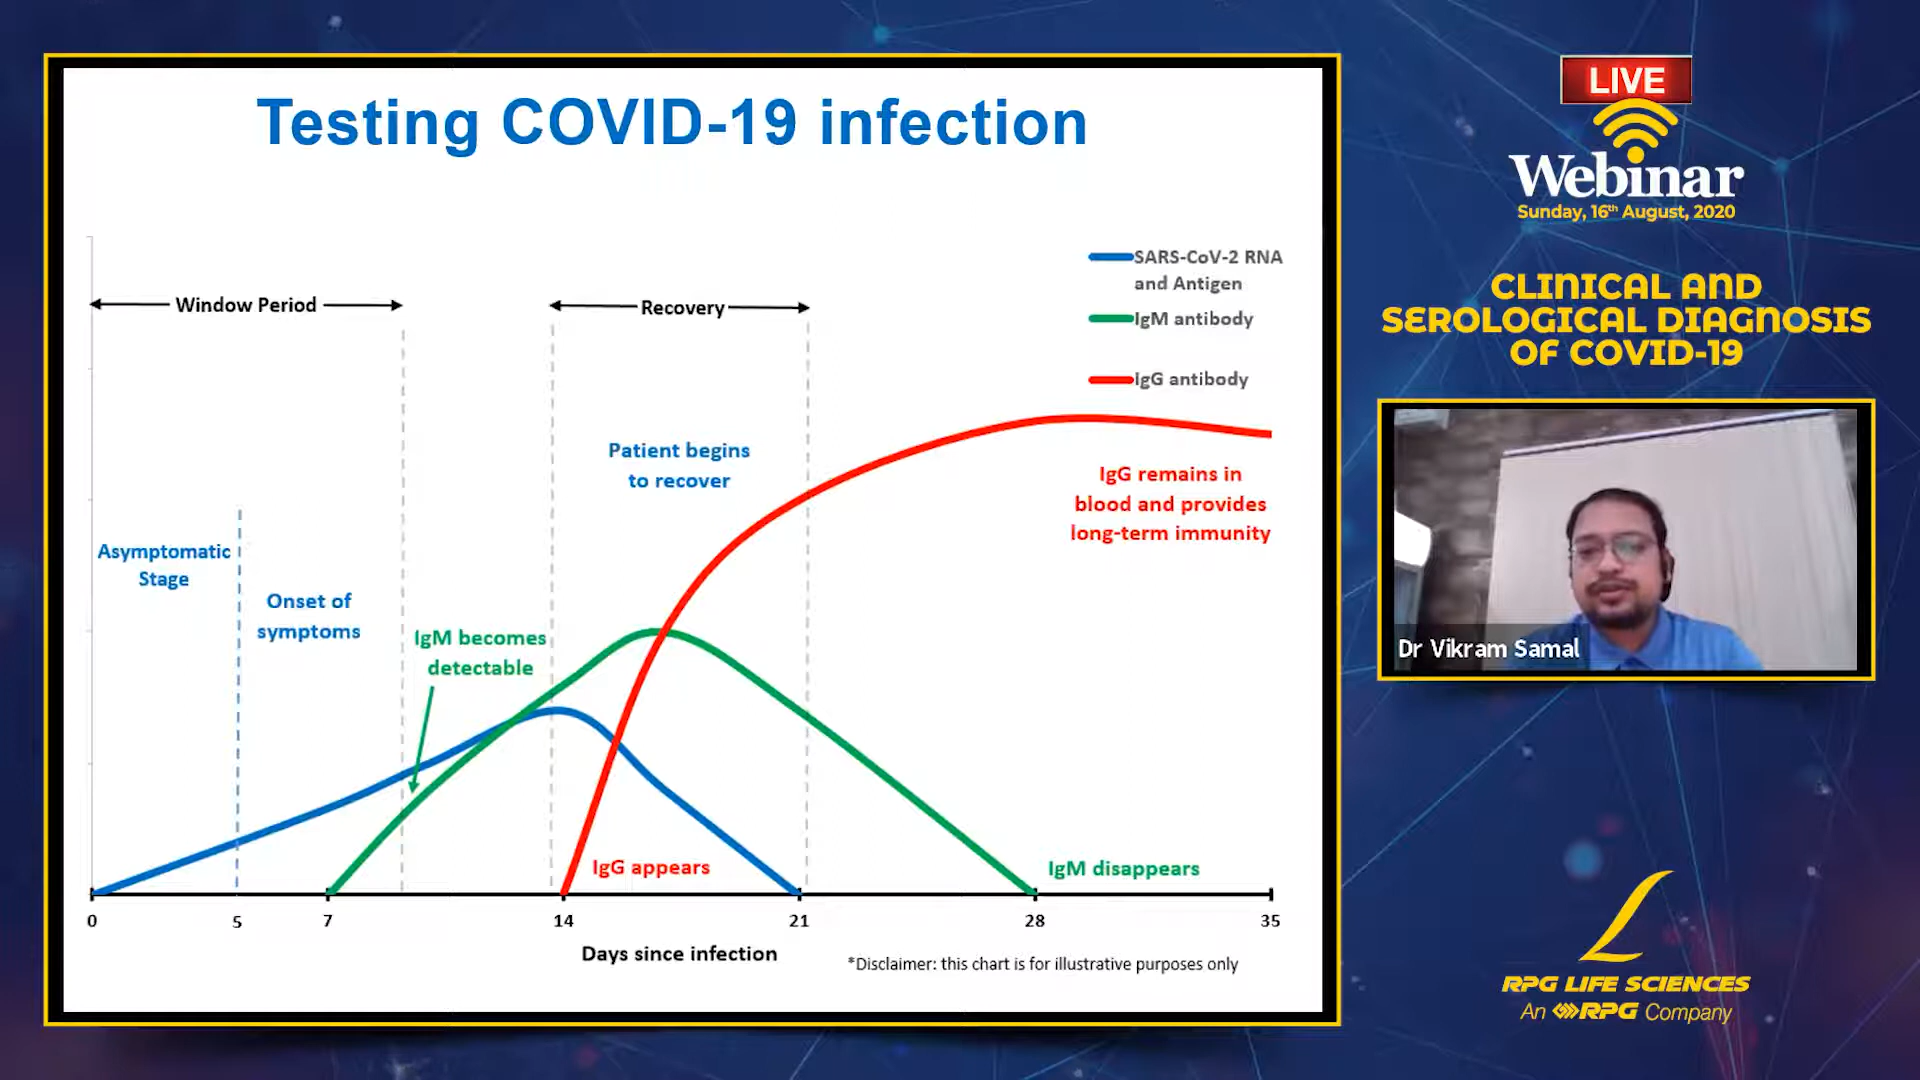 Testing COVID-19 infection
Window Period
Recovery
SARS-CoV-2 RNA
and Antigen
IgM antibody
IgG antibody
Patient begins
to recover
IgG remains in
blood and provides
long-term immunity
Asymptomatic
Stage
Onset of
symptoms
IgM becomes
detectable
IgG appears
IgM disappears
0 5 7 14 21 28 35
Days since infection
*Disclaimer: this chart is for illustrative purposes only
LIVE
Webinar
Sunday, 16th August, 2020
CLINICAL AND
SEROLOGICAL DIAGNOSIS
OF COVID-19
Dr Vikram Samal
RPG LIFE SCIENCES
An RPG Company